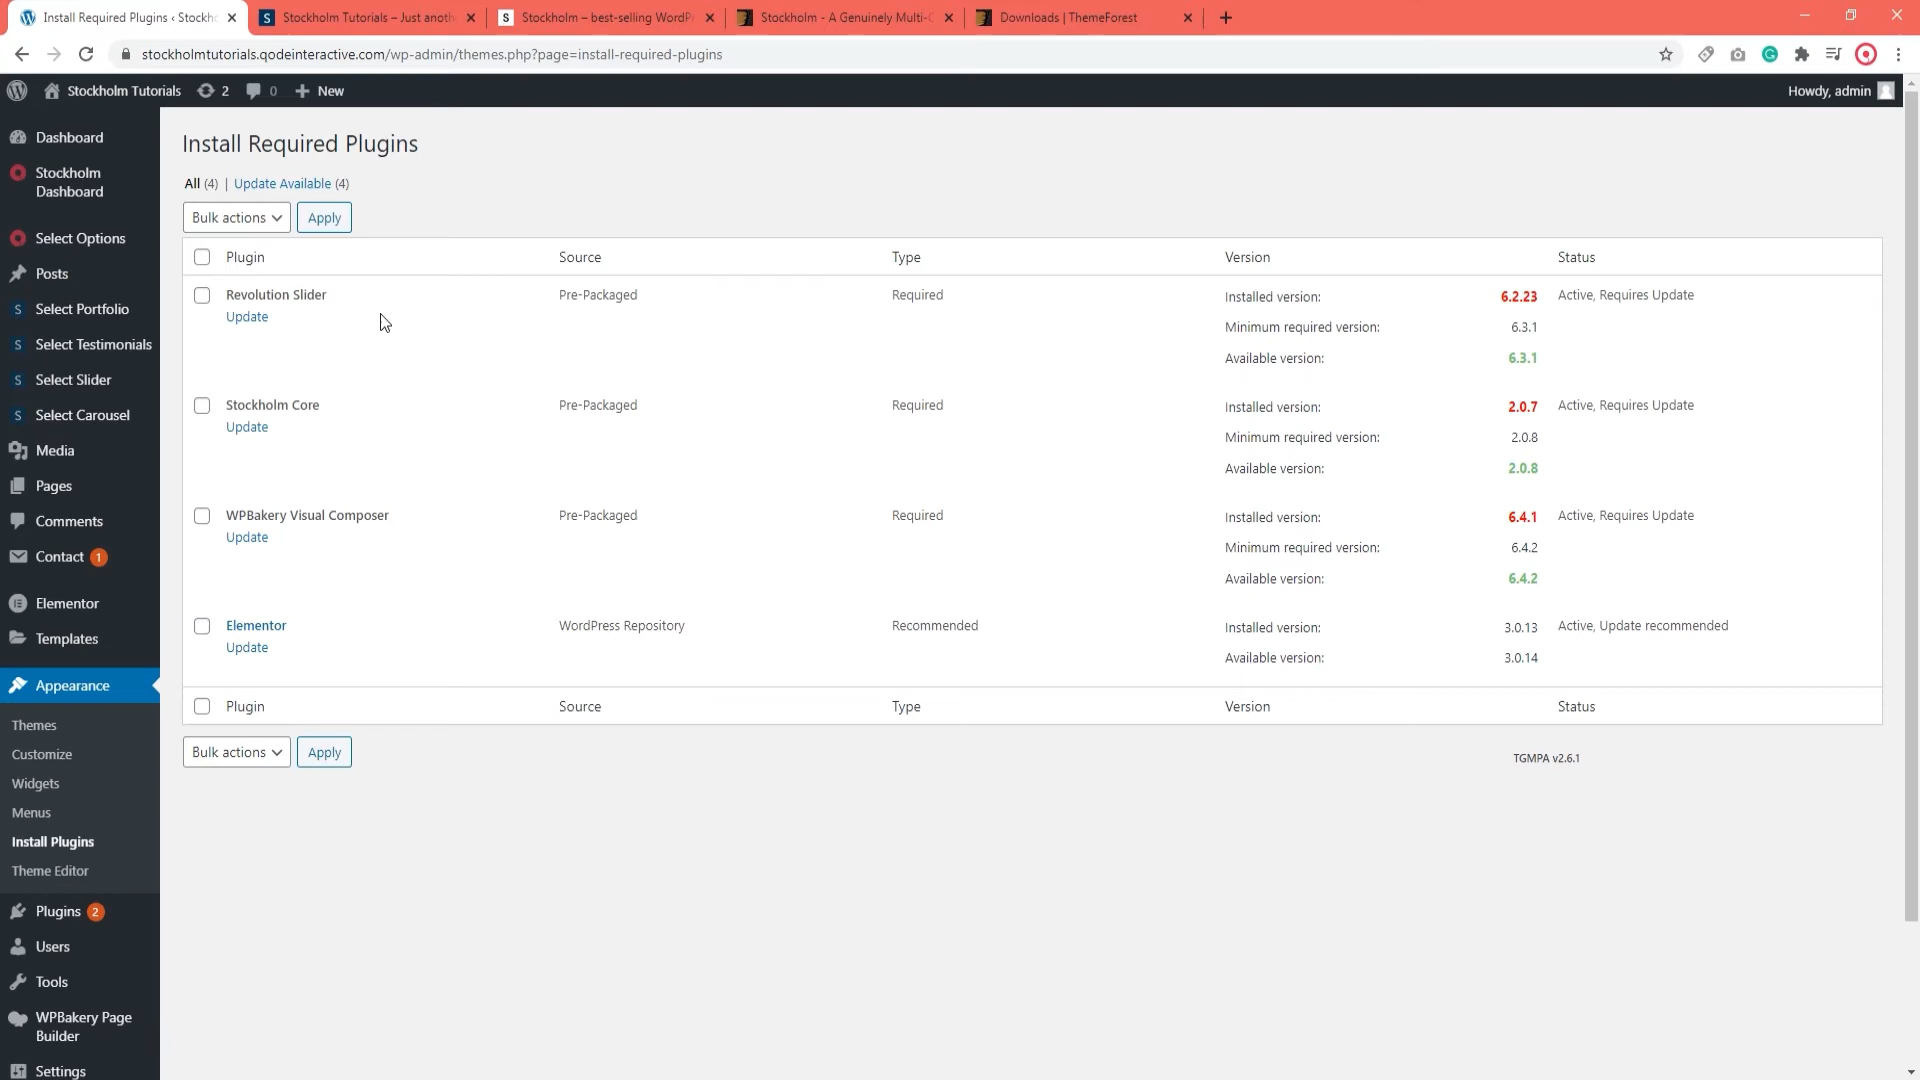 Install Required Plugins ‹ Stockh
Stockholm Tutorials – Just anoth
Stockholm – best-selling WordPr
Stockholm - A Genuinely Multi-C
Downloads | ThemeForest
stockholmtutorials.qodeinteractive.com/wp-admin/themes.php?page=install-required-plugins
Stockholm Tutorials
2
0
New
Howdy, admin
Dashboard
Stockholm
Dashboard
Select Options
Posts
Select Portfolio
Select Testimonials
Select Slider
Select Carousel
Media
Pages
Comments
Contact 1
Elementor
Templates
Appearance
Themes
Customize
Widgets
Menus
Install Plugins
Theme Editor
Plugins 2
Users
Tools
WPBakery Page
Builder
Settings
Install Required Plugins
All (4) | Update Available (4)
Bulk actions Apply
Plugin Source Type Version Status
Revolution Slider Pre-Packaged Required Installed version: 6.2.23 Active, Requires Update
Update
Minimum required version: 6.3.1
Available version: 6.3.1
Stockholm Core Pre-Packaged Required Installed version: 2.0.7 Active, Requires Update
Update
Minimum required version: 2.0.8
Available version: 2.0.8
WPBakery Visual Composer Pre-Packaged Required Installed version: 6.4.1 Active, Requires Update
Update
Minimum required version: 6.4.2
Available version: 6.4.2
Elementor WordPress Repository Recommended Installed version: 3.0.13 Active, Update recommended
Update
Available version: 3.0.14
Plugin Source Type Version Status
Bulk actions Apply
TGMPA v2.6.1